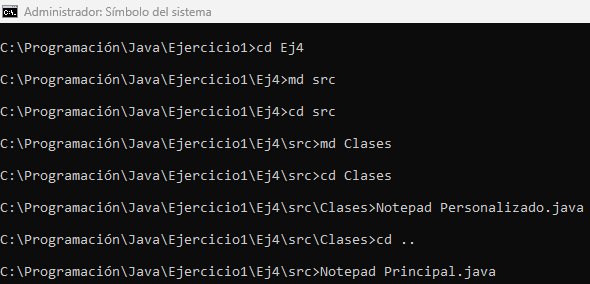 Administrador: Símbolo del sistema
C:\Programación\Java\Ejercicio1>cd Ej4
C:\Programación\Java\Ejercicio1\Ej4>md src
C:\Programación\Java\Ejercicio1\Ej4>cd src
C:\Programación\Java\Ejercicio1\Ej4\src>md Clases
C:\Programación\Java\Ejercicio1\Ej4\src>cd Clases
C:\Programación\Java\Ejercicio1\Ej4\src\Clases>Notepad Personalizado.java
C:\Programación\Java\Ejercicio1\Ej4\src\Clases>cd ..
C:\Programación\Java\Ejercicio1\Ej4\src>Notepad Principal.java